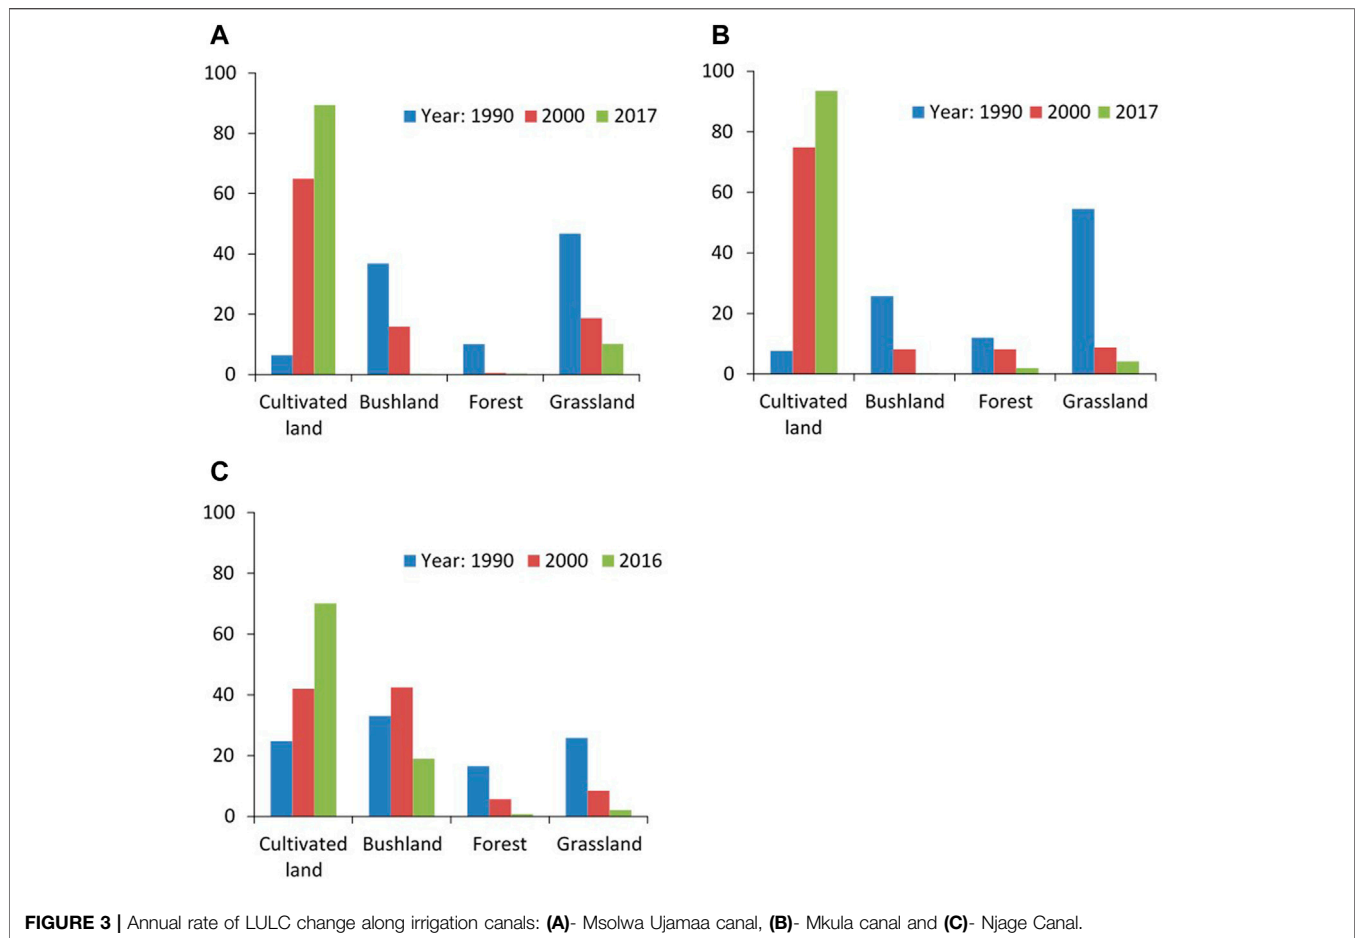 A
100
80
60
40
20
0
Year: 1990 2000 2017
Cultivated land Bushland Forest Grassland
B
100
80
60
40
20
0
Year: 1990 2000 2017
Cultivated land Bushland Forest Grassland
C
100
80
60
40
20
0
Year: 1990 2000 2016
Cultivated land Bushland Forest Grassland
FIGURE 3 | Annual rate of LULC change along irrigation canals: (A)- Msolwa Ujamaa canal, (B)- Mkula canal and (C)- Njage Canal.